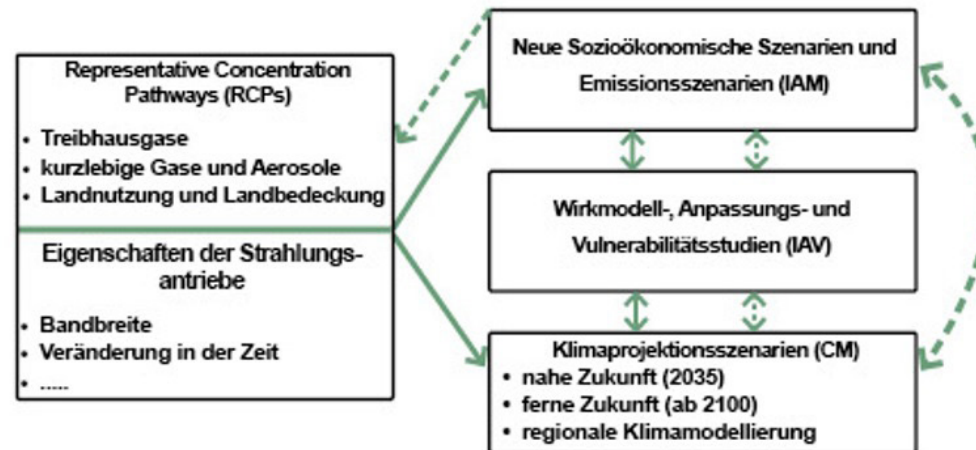 Representative Concentration
Pathways (RCPs)
• Treibhausgase
• kurzlebige Gase und Aerosole
• Landnutzung und Landbedeckung
Eigenschaften der Strahlungs-
antriebe
• Bandbreite
• Veränderung in der Zeit
• .....
Neue Sozioökonomische Szenarien und
Emissionsszenarien (IAM)
Wirkmodell-, Anpassungs- und
Vulnerabilitätsstudien (IAV)
Klimaprojektionsszenarien (CM)
• nahe Zukunft (2035)
• ferne Zukunft (ab 2100)
• regionale Klimamodellierung